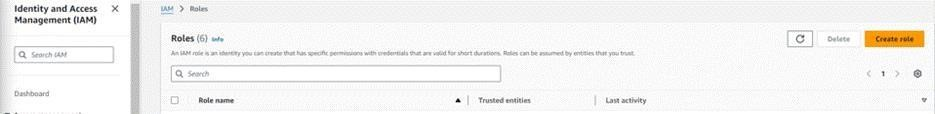 Identity and Access
Management (IAM)
Search IAM
Dashboard
IAM > Roles
Roles (6) Info
An IAM role is an identity you can create that has specific permissions with credentials that are valid for short durations. Roles can be assumed by entities that you trust.
Delete
Create role
Search
1
Role name
Trusted entities
Last activity